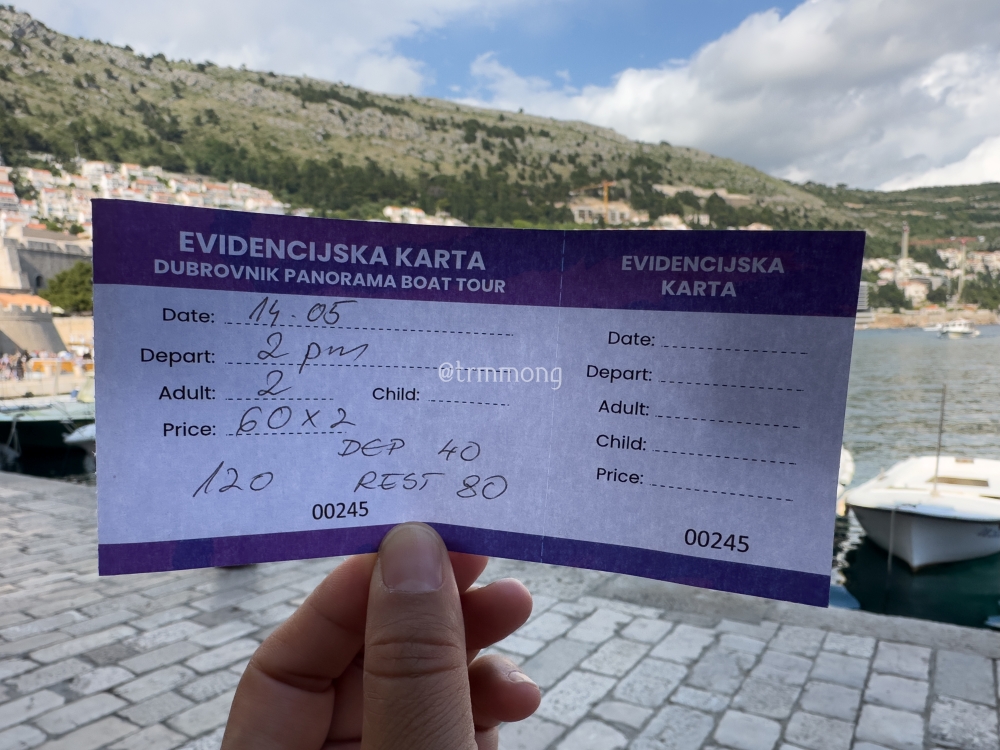 EVIDENCIJSKA KARTA
DUBROVNIK PANORAMA BOAT TOUR
Date: 14.05
Depart: 2 pm
Adult: 2 Child:
Price: 60 x 2
DEP 40
120 REST 80
00245
EVIDENCIJSKA
KARTA
Date:
Depart:
Adult:
Child:
Price:
00245
@trmmong